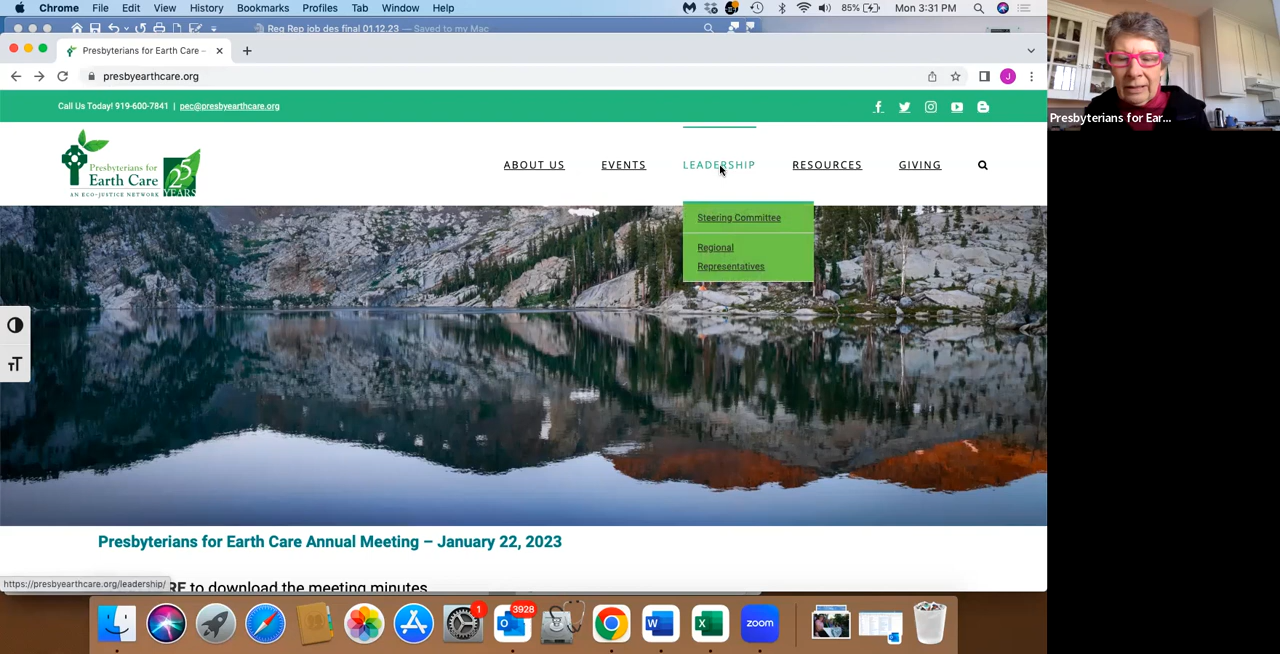 Chrome File Edit View History Bookmarks Profiles Tab Window Help 85% Mon 3:31 PM
Reg Rep job des final 01.12.23 — Saved to my Mac
Presbyterians for Earth Care –
presbyearthcare.org J
Call Us Today! 919-600-7841 | pec@presbyearthcare.org
Presbyterians for
Earth Care
AN ECO-JUSTICE NETWORK
25
YEARS
ABOUT US EVENTS LEADERSHIP RESOURCES GIVING
Steering Committee
Regional
Representatives
Presbyterians for Earth Care Annual Meeting – January 22, 2023
RE to download the meeting minutes
https://presbyearthcare.org/leadership/
1 3928 zoom
Presbyterians for Ear...